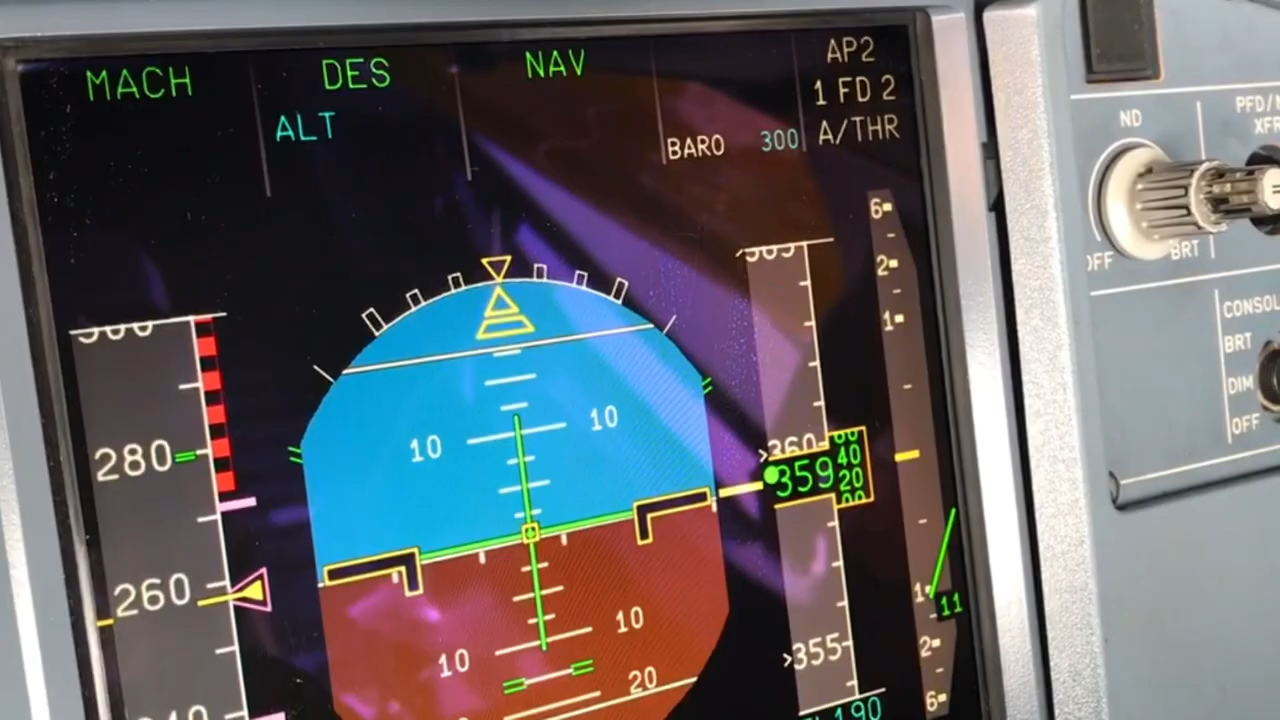 MACH DES NAV AP2
1 FD 2
ALT BARO 300 A/THR
ND
PFD/
OFF BRT
6
2
1
280
10 10
360
359 40
20
260
10 10
20
355
1 11
2
6
190
CONSOL
BRT
DIM
OFF